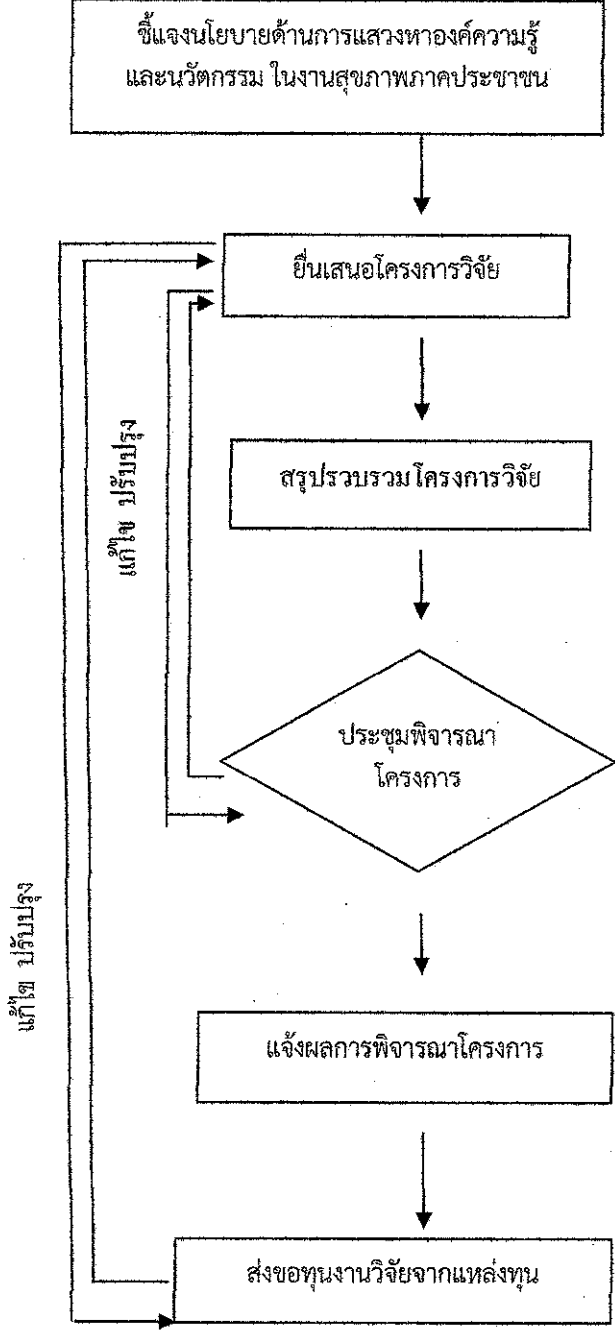 ชี้แจงนโยบายด้านการแสวงหาองค์ความรู้
และนวัตกรรม ในงานสุขภาพภาคประชาชน
ยื่นเสนอโครงการวิจัย
สรุปรวบรวมโครงการวิจัย
แก้ไข ปรับปรุง
ประชุมพิจารณา
โครงการ
แก้ไข ปรับปรุง
แจ้งผลการพิจารณาโครงการ
ส่งขอทุนงานวิจัยจากแหล่งทุน